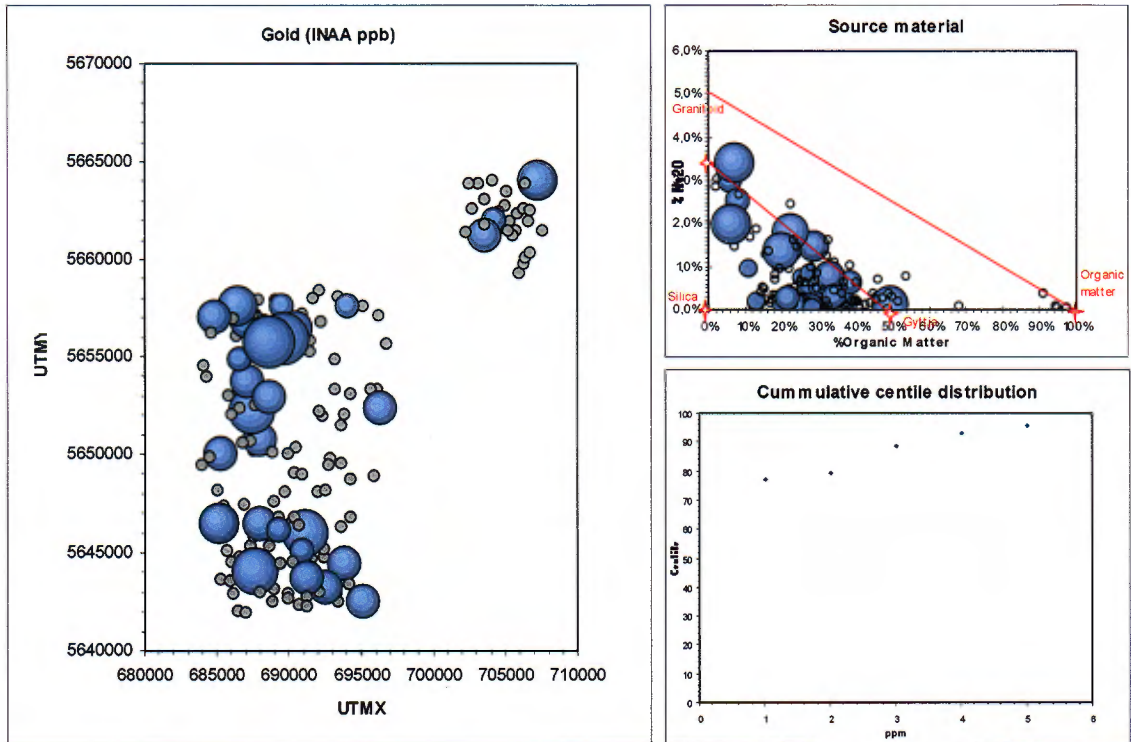 Gold (INAA ppb)
5670000
5665000
5660000
5655000
5650000
5645000
5640000
UTMY
680000 685000 690000 695000 700000 705000 710000
UTMX
Source material
6,0%
5,0%
Granitoid
4,0%
3,0%
2,0%
1,0%
Silica
0,0%
Organic
matter
Gyttja
0% 10% 20% 30% 40% 50% 60% 70% 80% 90% 100%
%Organic Matter
Cummulative centile distribution
100
90
80
70
60
50
40
30
20
10
0
Centile
0 1 2 3 4 5 6
ppm